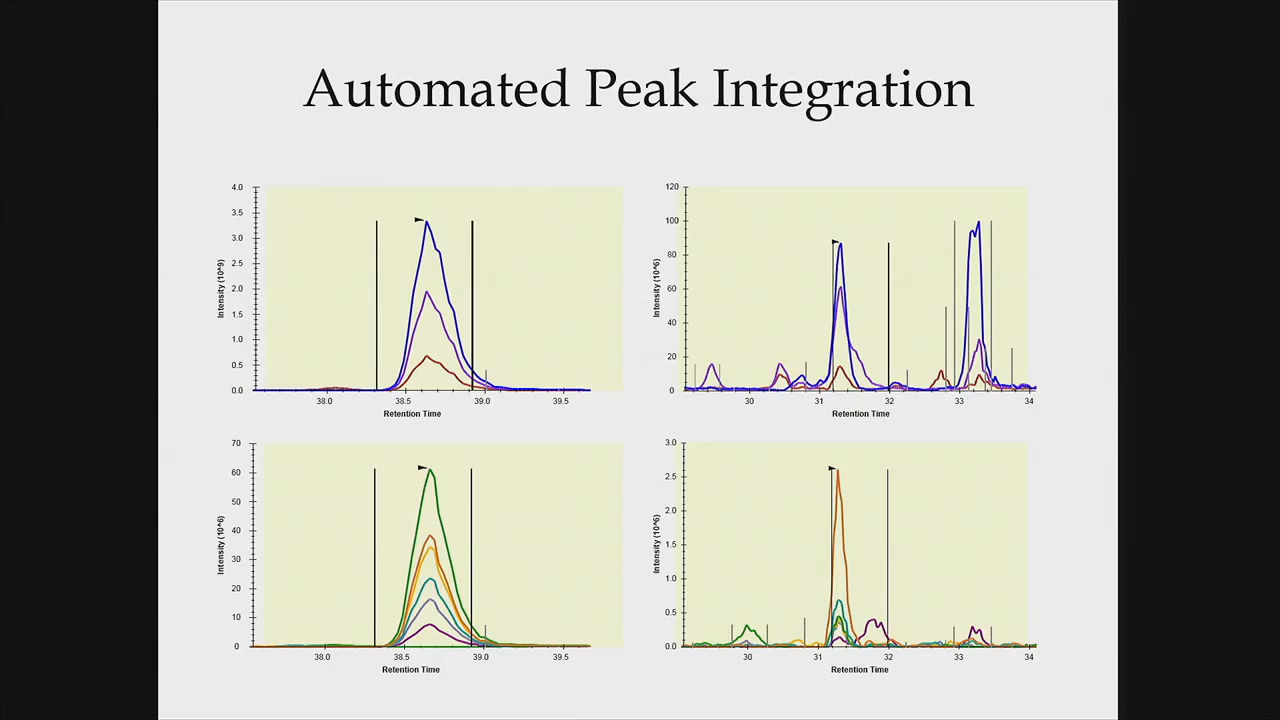 Automated Peak Integration
4.0
3.5
3.0
2.5
2.0
1.5
1.0
0.5
0.0
Intensity (10^9)
38.0 38.5 39.0 39.5
Retention Time
120
100
80
60
40
20
0
Intensity (10^6)
30 31 32 33 34
Retention Time
70
60
50
40
30
20
10
0
Intensity (10^6)
38.0 38.5 39.0 39.5
Retention Time
3.0
2.5
2.0
1.5
1.0
0.5
0.0
Intensity (10^6)
30 31 32 33 34
Retention Time